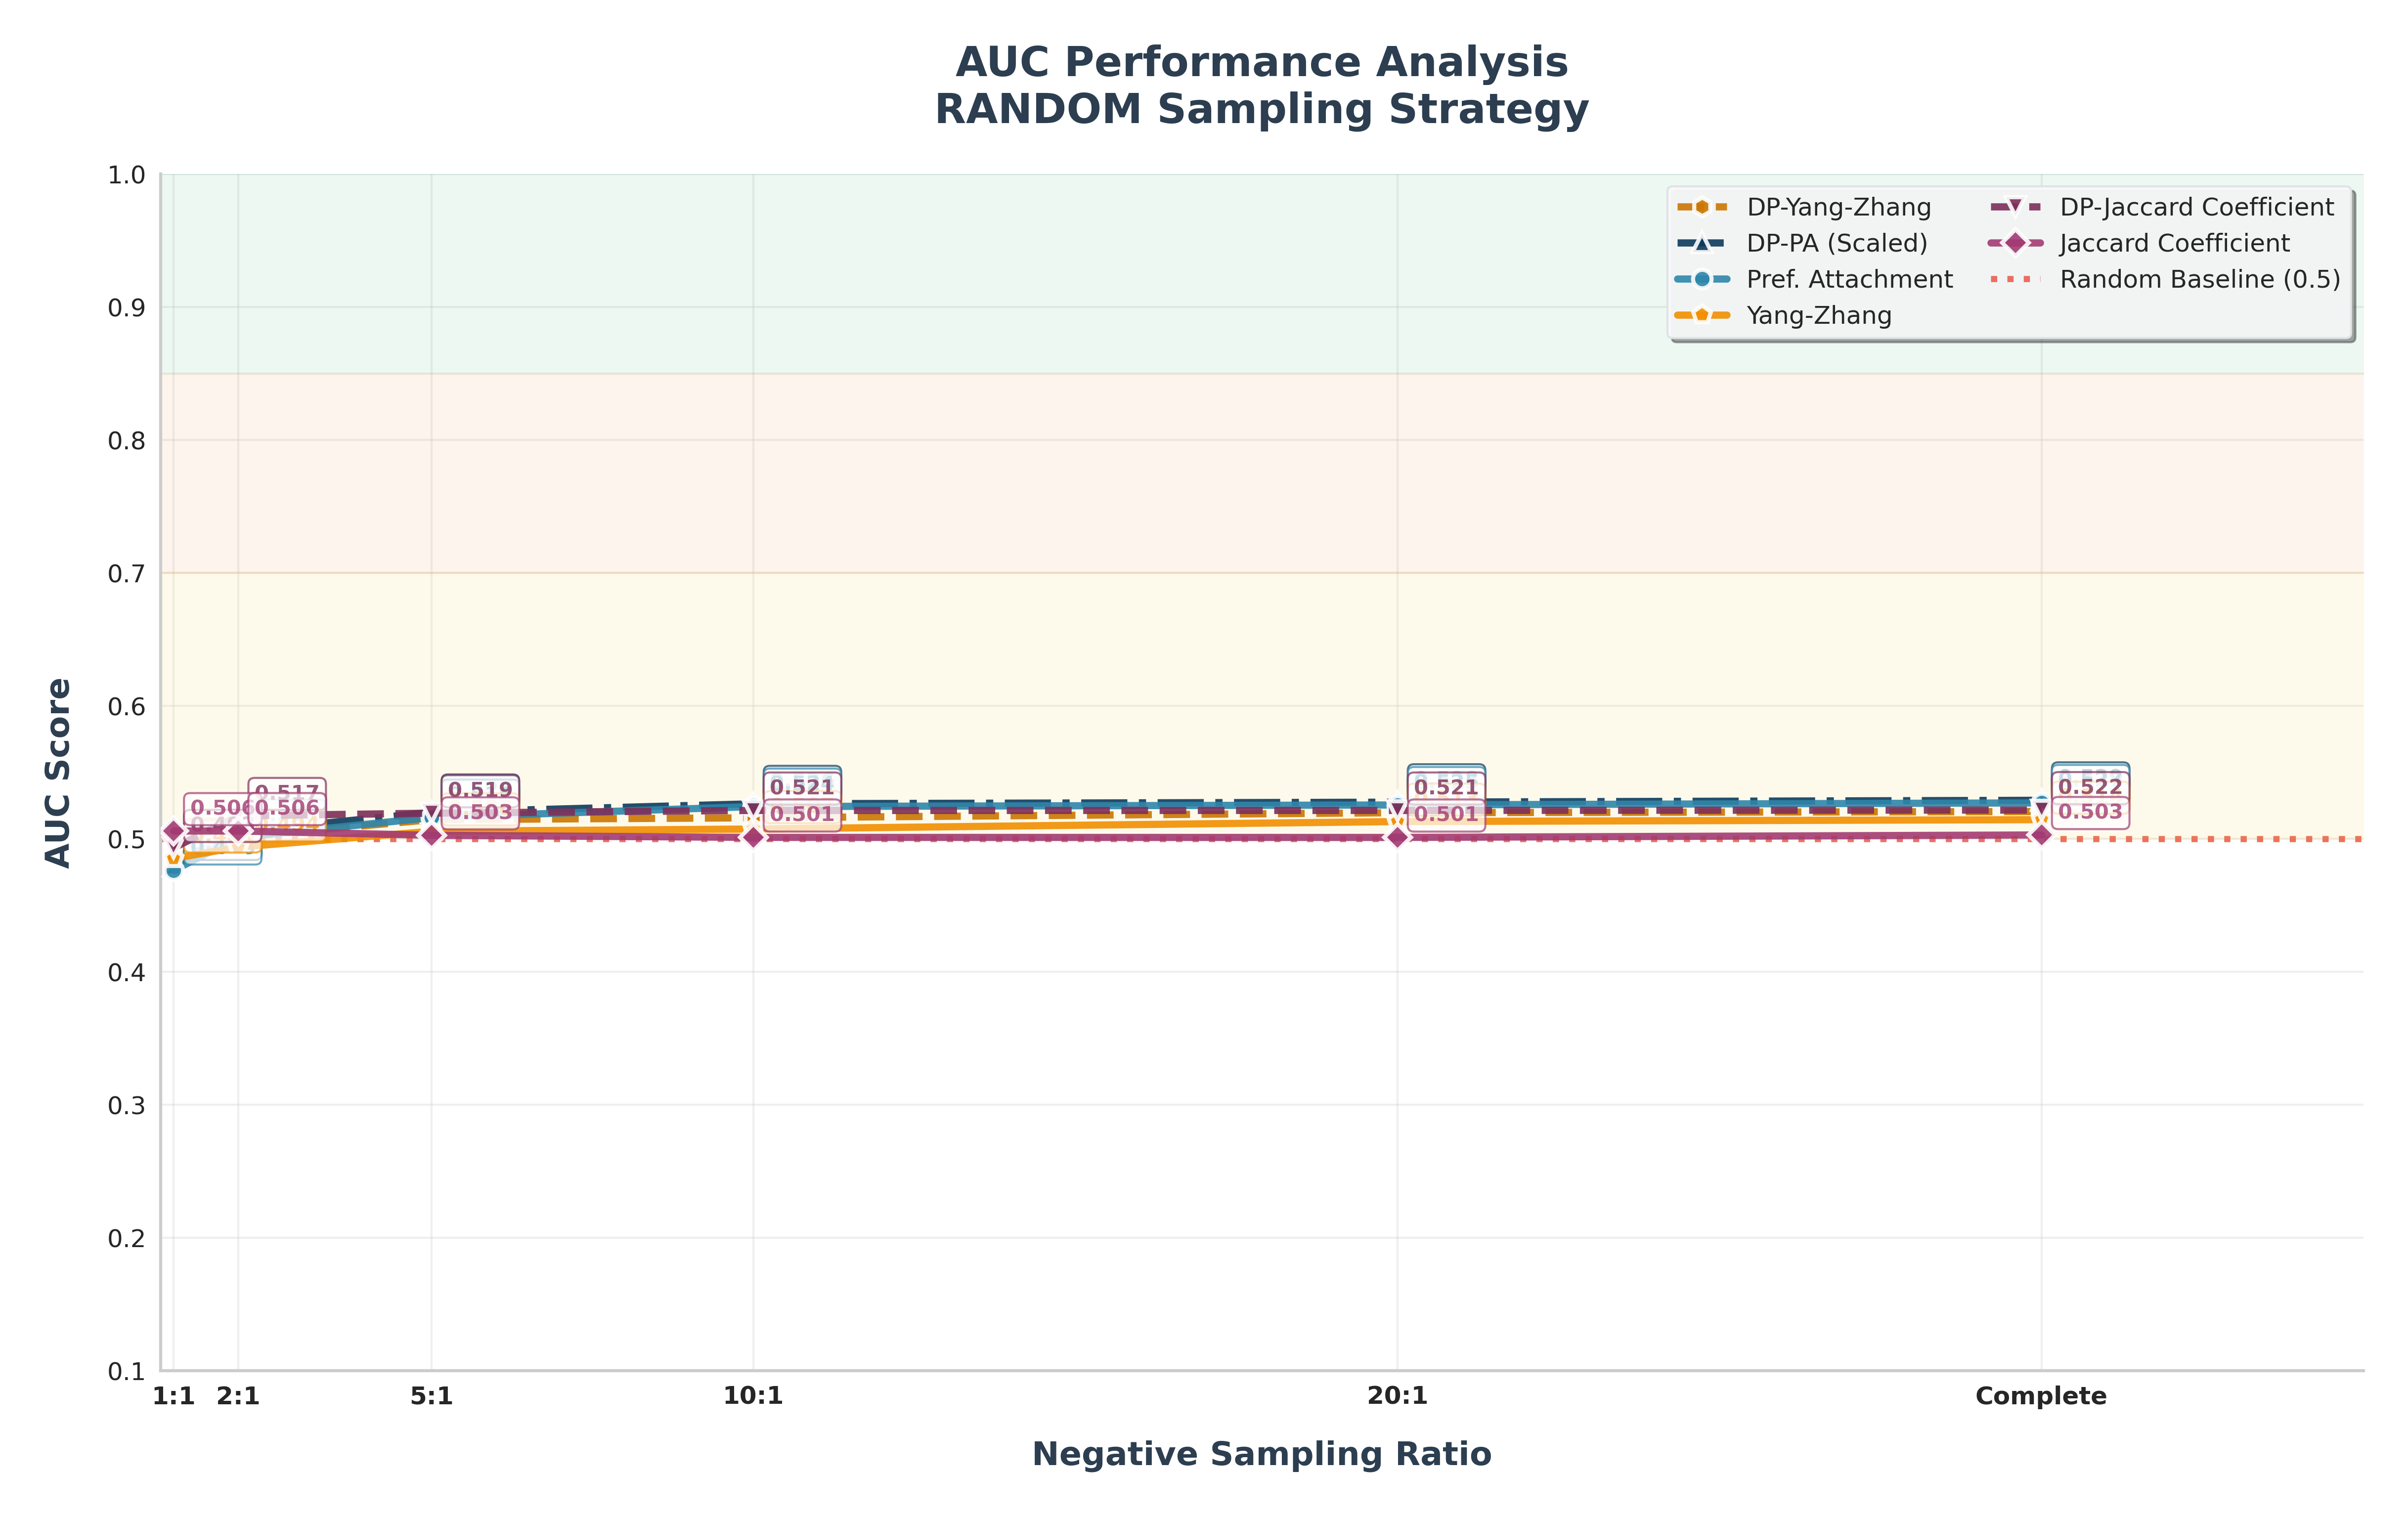 AUC Performance Analysis
RANDOM Sampling Strategy
DP-Yang-Zhang
DP-PA (Scaled)
Pref. Attachment
Yang-Zhang
DP-Jaccard Coefficient
Jaccard Coefficient
Random Baseline (0.5)
AUC Score
1.0
0.9
0.8
0.7
0.6
0.5
0.4
0.3
0.2
0.1
0.506
0.517
0.506
0.519
0.503
0.521
0.501
0.521
0.501
0.522
0.503
1:1
2:1
5:1
10:1
20:1
Complete
Negative Sampling Ratio